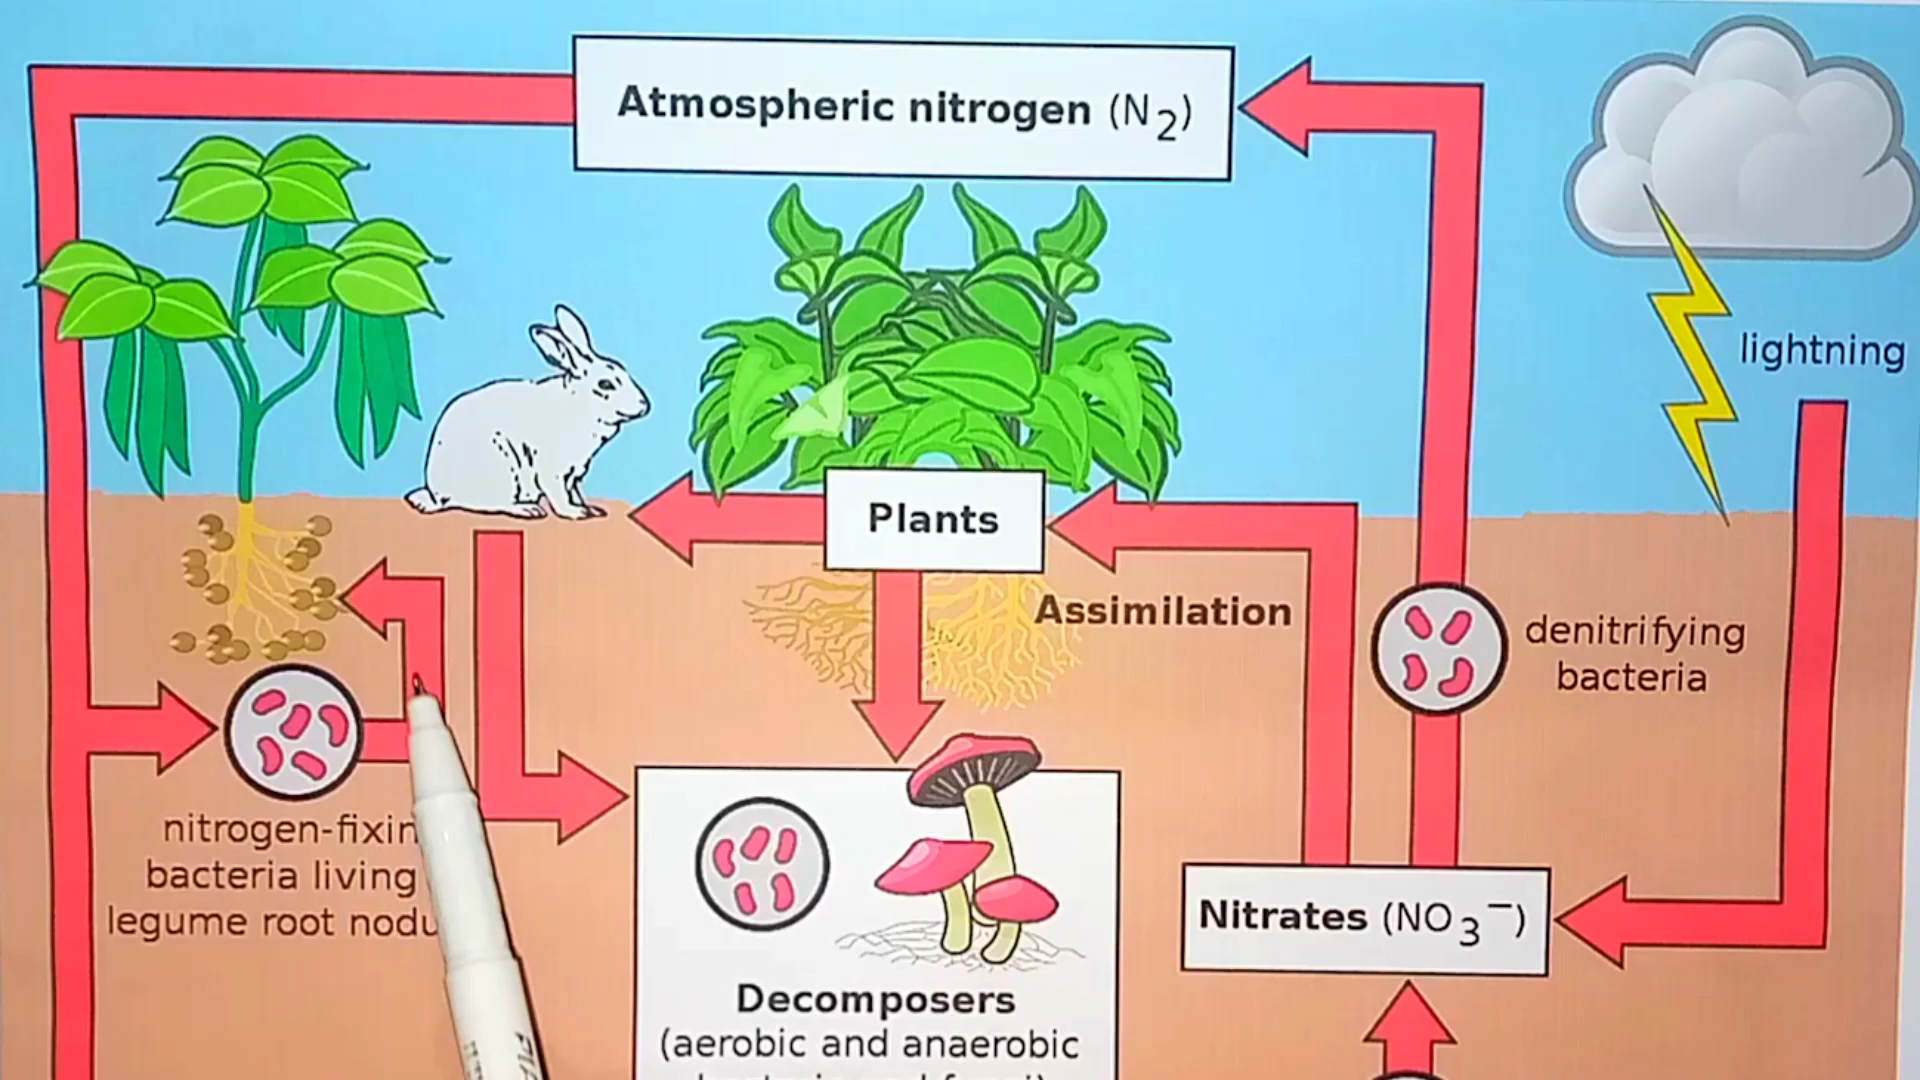 Atmospheric nitrogen (N2)
lightning
Plants
Assimilation
denitrifying
bacteria
nitrogen-fixin
bacteria living
legume root nodu
Nitrates (NO3⁻)
Decomposers
(aerobic and anaerobic